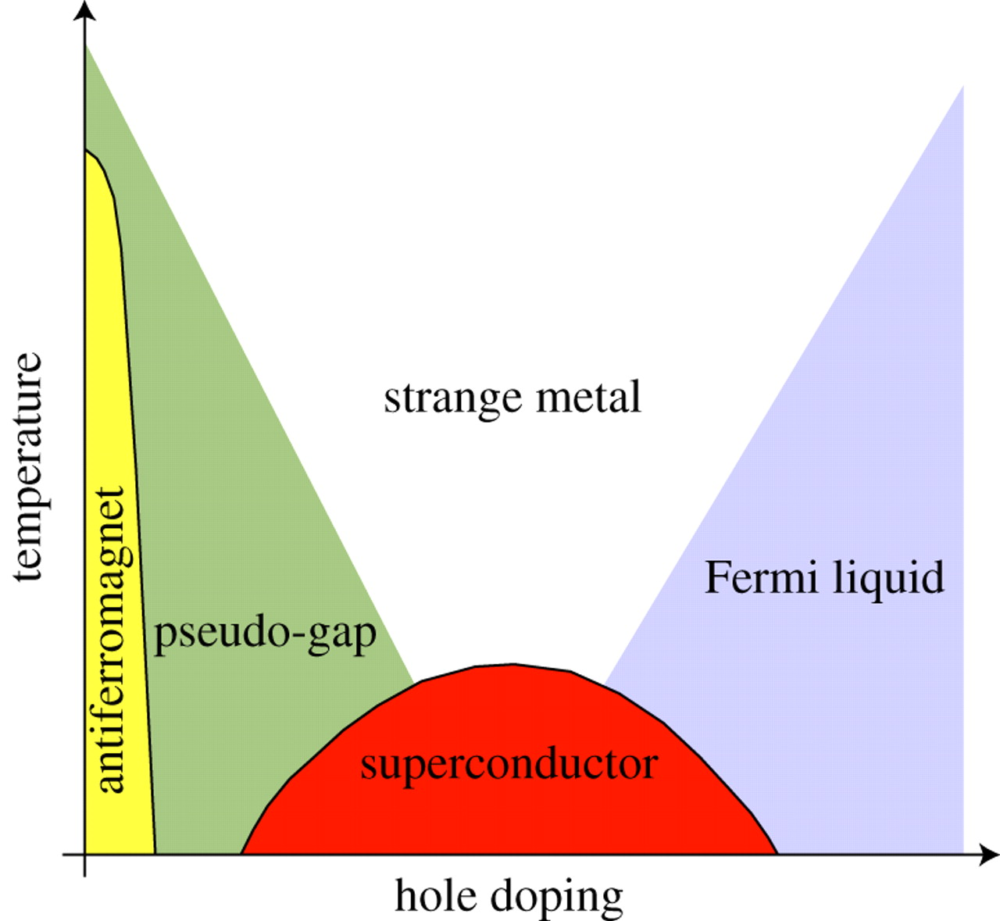 strange metal
temperature
Fermi liquid
antiferromagnet
pseudo-gap
superconductor
hole doping